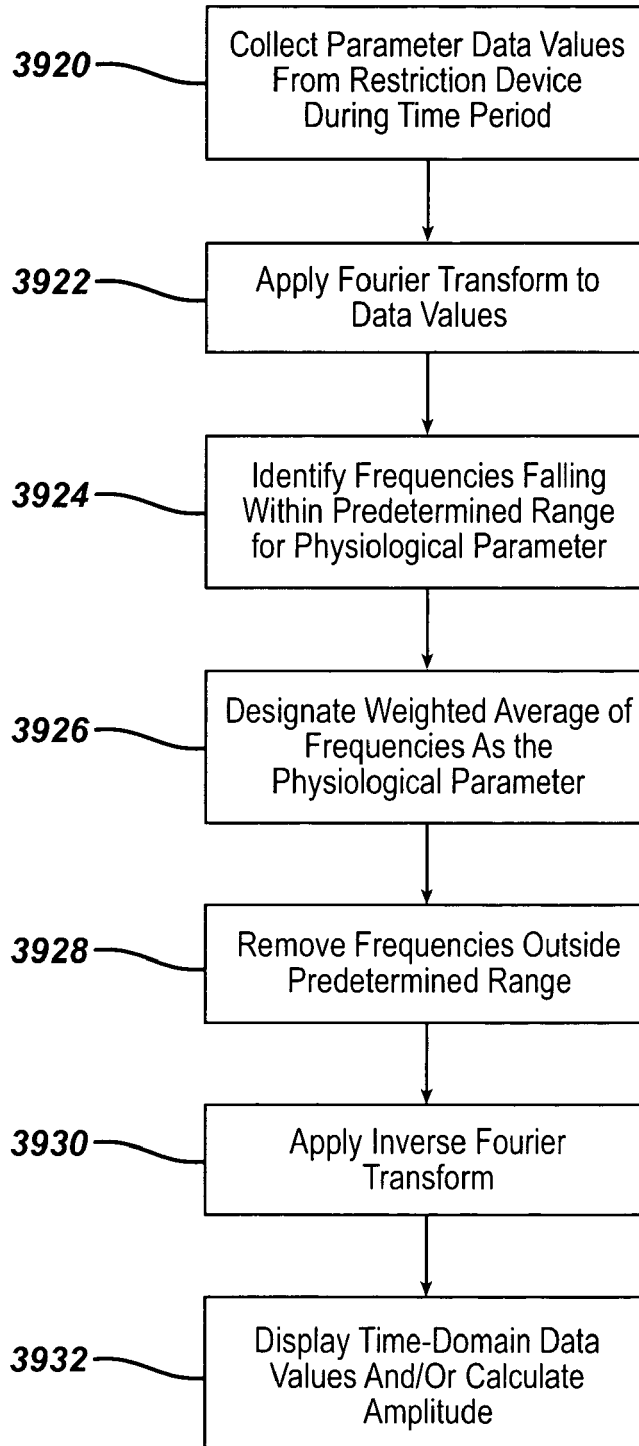 3920
Collect Parameter Data Values
From Restriction Device
During Time Period
3922
Apply Fourier Transform to
Data Values
3924
Identify Frequencies Falling
Within Predetermined Range
for Physiological Parameter
3926
Designate Weighted Average of
Frequencies As the
Physiological Parameter
3928
Remove Frequencies Outside
Predetermined Range
3930
Apply Inverse Fourier
Transform
3932
Display Time-Domain Data
Values And/Or Calculate
Amplitude